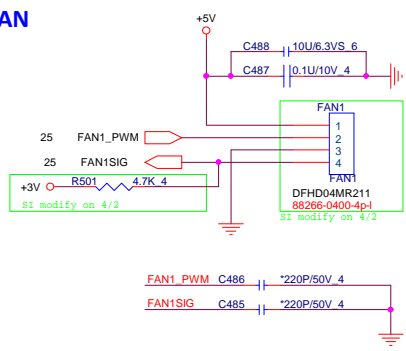 AN
+5V
C488 10U/6.3VS_6
C487 0.1U/10V_4
FAN1
1
25 FAN1_PWM 2
3
25 FAN1SIG 4
FAN1
+3V R501 4.7K_4
DFHD04MR211
88266-0400-4p-l
SI modify on 4/2
SI modify on 4/2
FAN1_PWM C486 *220P/50V_4
FAN1SIG C485 *220P/50V_4